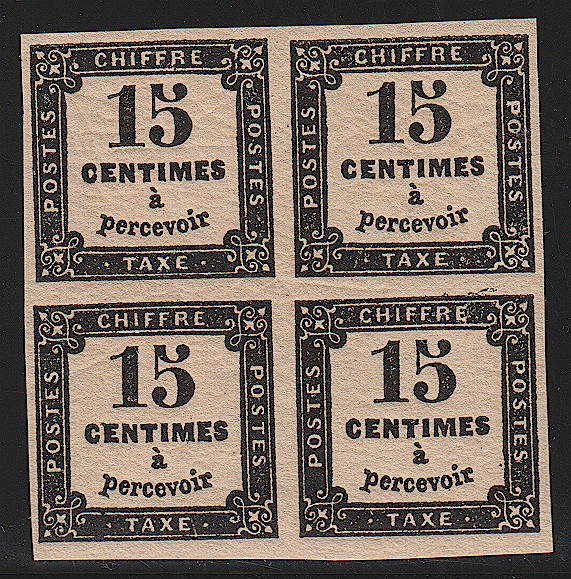 CHIFFRE
POSTES
15
CENTIMES
à
percevoir
POSTES
TAXE
CHIFFRE
POSTES
15
CENTIMES
à
percevoir
POSTES
TAXE
CHIFFRE
POSTES
15
CENTIMES
à
percevoir
POSTES
TAXE
CHIFFRE
POSTES
15
CENTIMES
à
percevoir
POSTES
TAXE